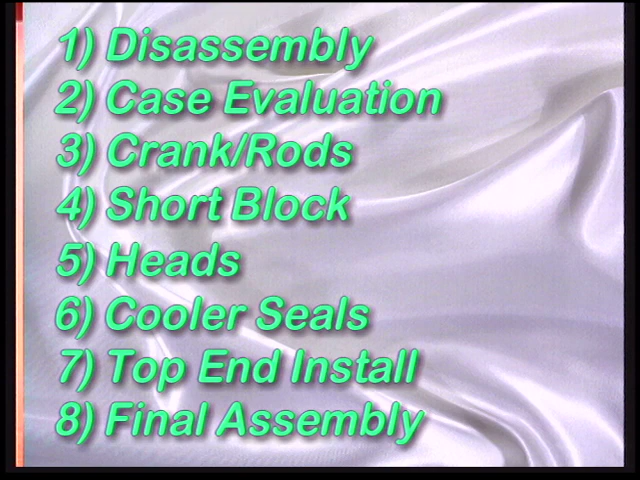 1) Disassembly
2) Case Evaluation
3) Crank/Rods
4) Short Block
5) Heads
6) Cooler Seals
7) Top End Install
8) Final Assembly